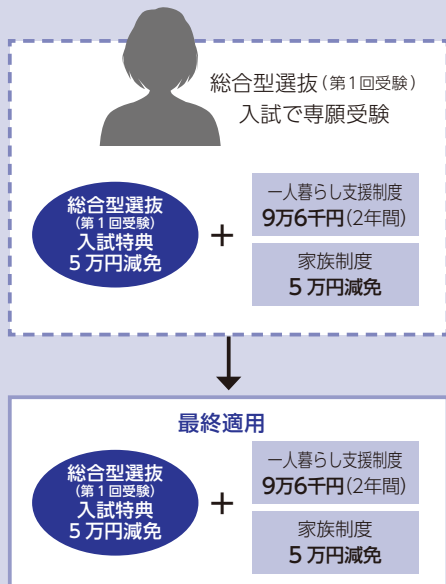 総合型選抜(第1回受験)
入試で専願受験
総合型選抜
(第1回受験)
入試特典
5万円減免
+
一人暮らし支援制度
9万6千円(2年間)
家族制度
5万円減免
最終適用
総合型選抜
(第1回受験)
入試特典
5万円減免
+
一人暮らし支援制度
9万6千円(2年間)
家族制度
5万円減免